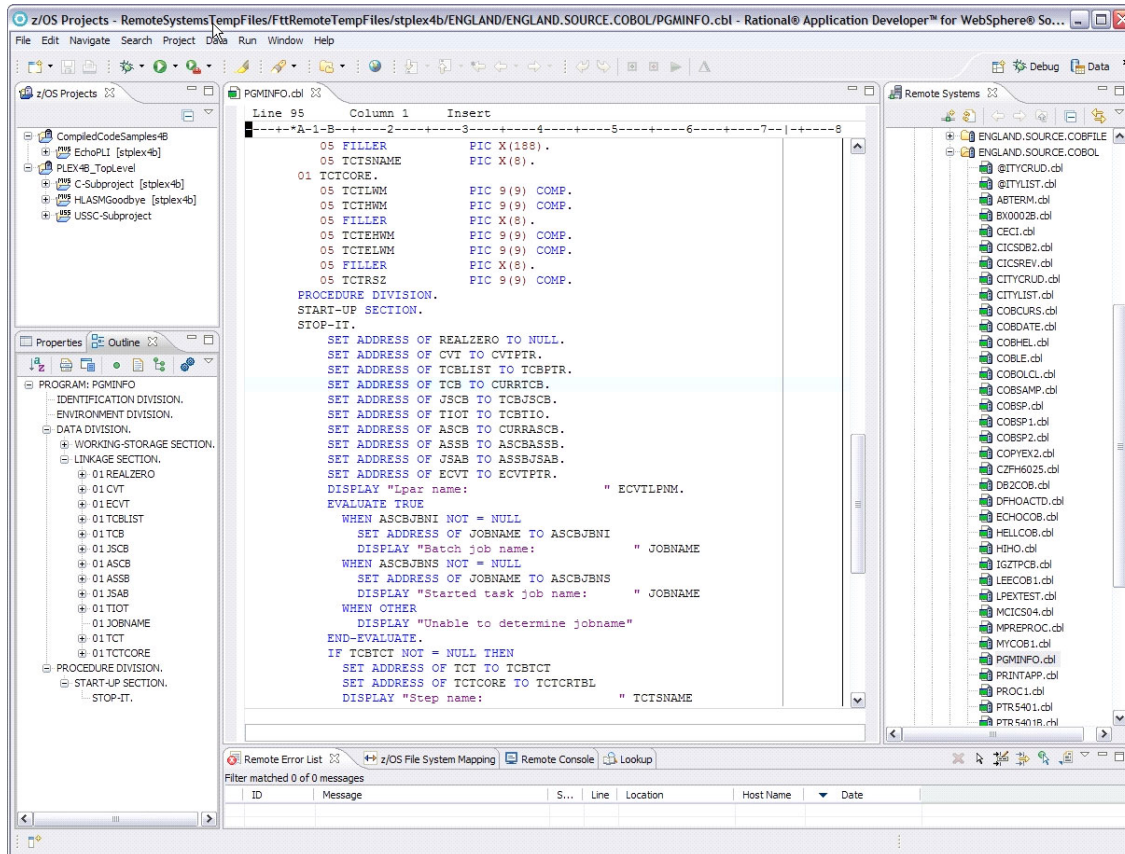 z/OS Projects - RemoteSystemsTempFiles/FttRemoteTempFiles/stplex4b/ENGLAND/ENGLAND.SOURCE.COBOL/PGMINFO.cbl - Rational® Application Developer™ for WebSphere® So...
File Edit Navigate Search Project Data Run Window Help
Debug Data
z/OS Projects
CompiledCodeSamples4B
EchoPLI [stplex4b]
PLEX4B_TopLevel
C-Subproject [stplex4b]
HLASMGoodbye [stplex4b]
USSC-Subproject
Properties Outline
PROGRAM: PGMINFO
IDENTIFICATION DIVISION.
ENVIRONMENT DIVISION.
DATA DIVISION.
WORKING-STORAGE SECTION.
LINKAGE SECTION.
01 REALZERO
01 CVT
01 ECVT
01 TCBLIST
01 TCB
01 JSCB
01 ASCB
01 ASSB
01 JSAB
01 TIOT
01 JOBNAME
01 TCT
01 TCTCORE
PROCEDURE DIVISION.
START-UP SECTION.
STOP-IT.
PGMINFO.cbl
Line 95 Column 1 Insert
----+-*A-1-B--+----2----+----3----+----4----+----5----+----6----+----7--|-+----8
05 FILLER PIC X(188).
05 TCTSNAME PIC X(8).
01 TCTCORE.
05 TCTLWM PIC 9(9) COMP.
05 TCTHWM PIC 9(9) COMP.
05 FILLER PIC X(8).
05 TCTEHWM PIC 9(9) COMP.
05 TCTELWM PIC 9(9) COMP.
05 FILLER PIC X(8).
05 TCTRSZ PIC 9(9) COMP.
PROCEDURE DIVISION.
START-UP SECTION.
STOP-IT.
SET ADDRESS OF REALZERO TO NULL.
SET ADDRESS OF CVT TO CVTPTR.
SET ADDRESS OF TCBLIST TO TCBPTR.
SET ADDRESS OF TCB TO CURRTCB.
SET ADDRESS OF JSCB TO TCBJSCB.
SET ADDRESS OF TIOT TO TCBTIO.
SET ADDRESS OF ASCB TO CURRASCB.
SET ADDRESS OF ASSB TO ASCBASSB.
SET ADDRESS OF JSAB TO ASSBJSAB.
SET ADDRESS OF ECVT TO ECVTPTR.
DISPLAY "Lpar name: " ECVTLPNM.
EVALUATE TRUE
WHEN ASCBJBNI NOT = NULL
SET ADDRESS OF JOBNAME TO ASCBJBNI
DISPLAY "Batch job name: " JOBNAME
WHEN ASCBJBNS NOT = NULL
SET ADDRESS OF JOBNAME TO ASCBJBNS
DISPLAY "Started task job name: " JOBNAME
WHEN OTHER
DISPLAY "Unable to determine jobname"
END-EVALUATE.
IF TCBTCT NOT = NULL THEN
SET ADDRESS OF TCT TO TCBTCT
SET ADDRESS OF TCTCORE TO TCTCRTBL
DISPLAY "Step name: " TCTSNAME
Remote Systems
ENGLAND.SOURCE.COBFILE
ENGLAND.SOURCE.COBOL
@ITYCRUD.cbl
@ITYLIST.cbl
ABTERM.cbl
BX0002B.cbl
CECI.cbl
CICSDB2.cbl
CICSREV.cbl
CITYCRUD.cbl
CITYLIST.cbl
COBCURS.cbl
COBDATE.cbl
COBHEL.cbl
COBLE.cbl
COBOLCL.cbl
COBSAMP.cbl
COBSP.cbl
COBSP1.cbl
COBSP2.cbl
COPYEX2.cbl
CZFH6025.cbl
DB2COB.cbl
DFHOACTD.cbl
ECHOCOB.cbl
HELLCOB.cbl
HIHO.cbl
IGZTPCB.cbl
LEECOB1.cbl
LPEXTEST.cbl
MCICS04.cbl
MPREPROC.cbl
MYCOB1.cbl
PGMINFO.cbl
PRINTAPP.cbl
PROC1.cbl
PTR5401.cbl
PTR5401B.cbl
Remote Error List z/OS File System Mapping Remote Console Lookup
Filter matched 0 of 0 messages
ID Message S... Line Location Host Name Date